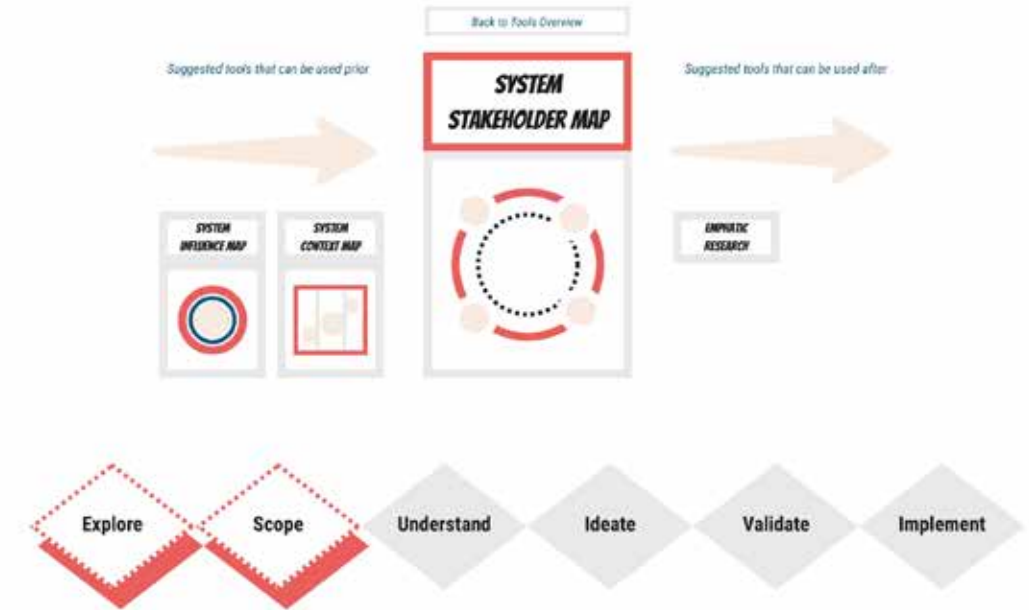 Back to Tools Overview
Suggested tools that can be used prior
SYSTEM
STAKEHOLDER MAP
Suggested tools that can be used after
SYSTEM
INFLUENCE MAP
SYSTEM
CONTEXT MAP
EMPHATIC
RESEARCH
Explore
Scope
Understand
Ideate
Validate
Implement